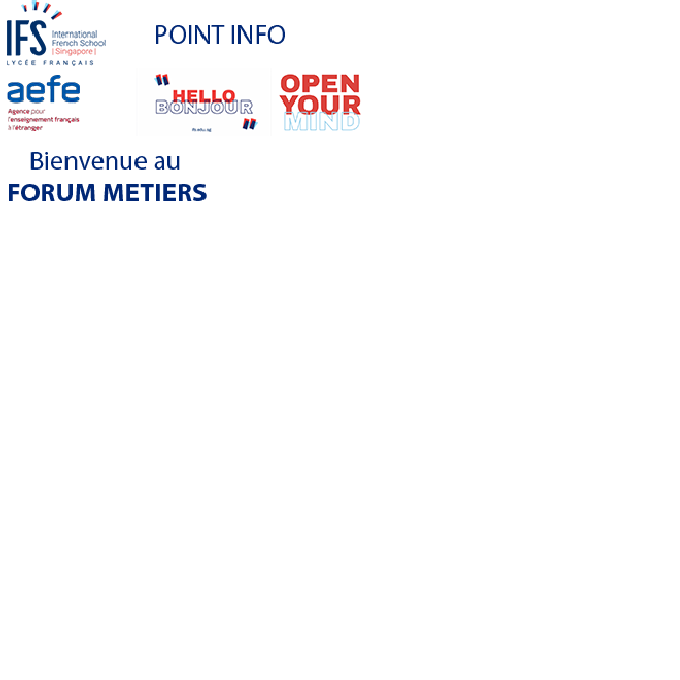 IFS
International
French School
(Singapore)
LYCÉE FRANÇAIS
POINT INFO
aefe
Agence pour
l'enseignement français
à l'étranger
HELLO
BONJOUR
OPEN
YOUR
MIND
Bienvenue au
FORUM METIERS